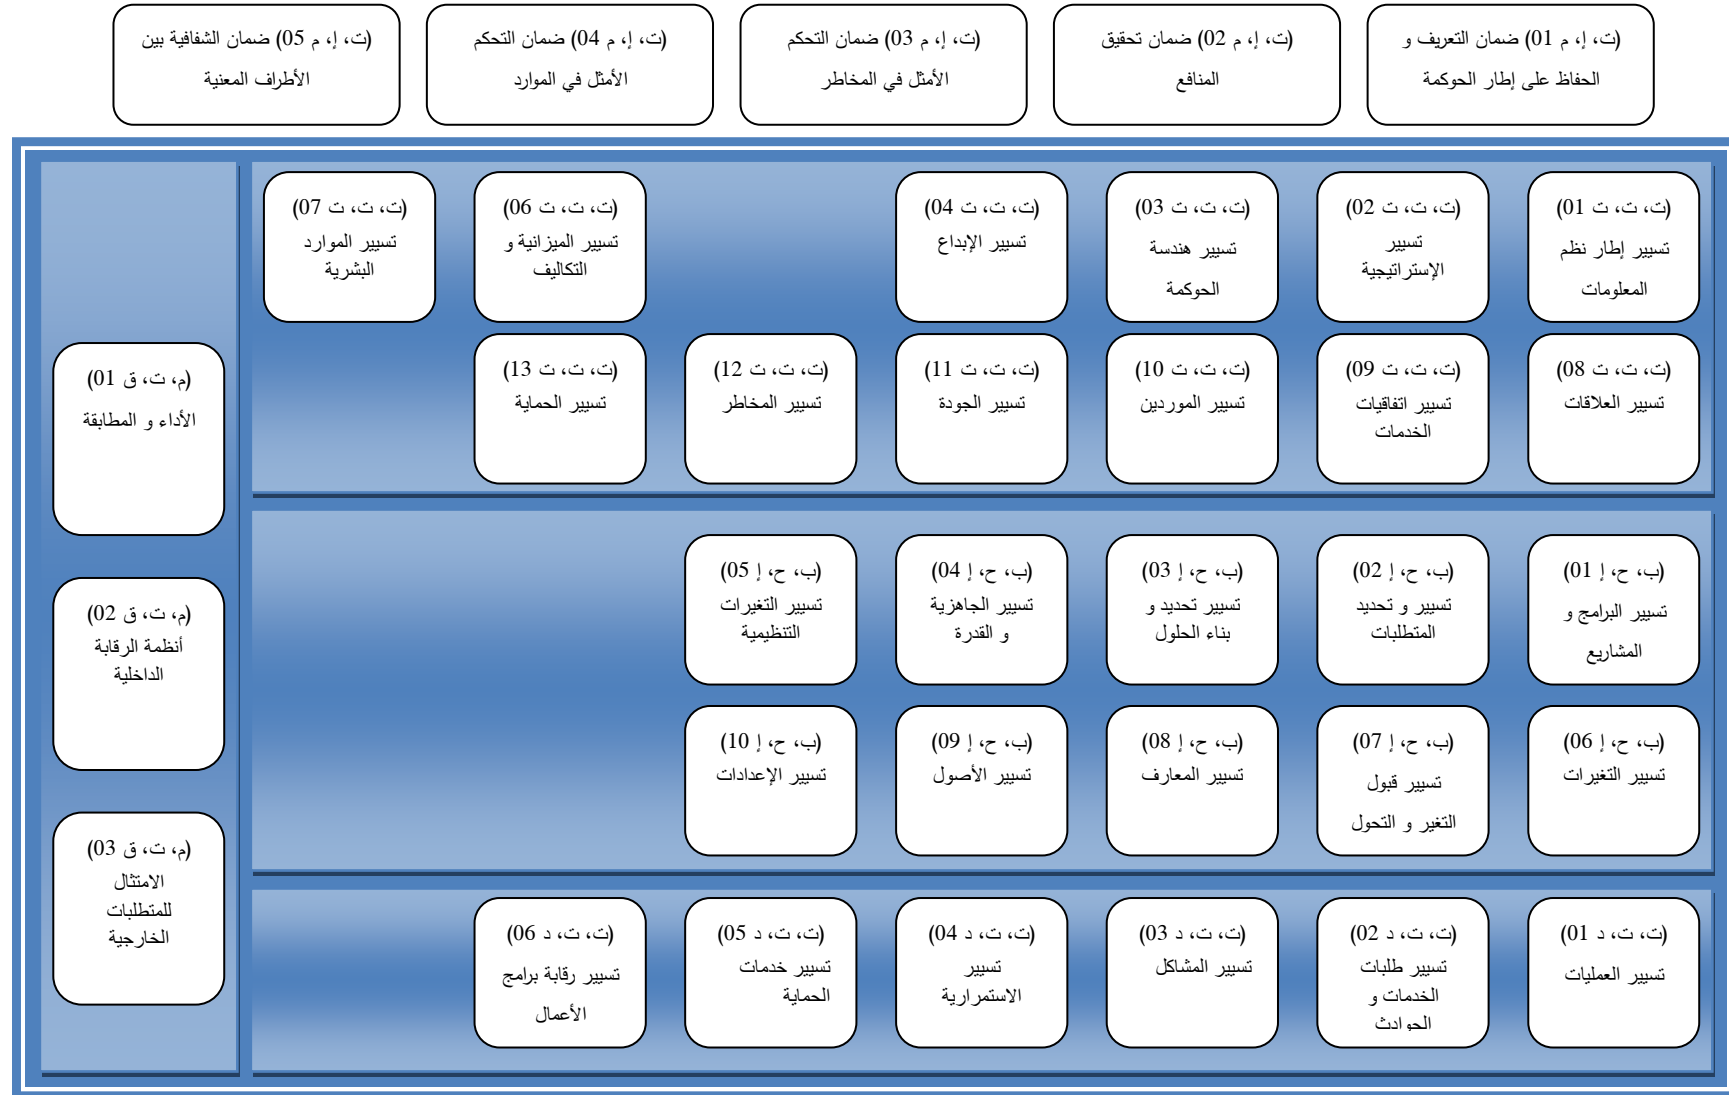 (ت، إ، م 01) ضمان التعريف و
الحفاظ على إطار الحوكمة
(ت، إ، م 02) ضمان تحقيق
المنافع
(ت، إ، م 03) ضمان التحكم
الأمثل في المخاطر
(ت، إ، م 04) ضمان التحكم
الأمثل في الموارد
(ت، إ، م 05) ضمان الشفافية بين
الأطراف المعنية
(ت، ت، ت 01)
تسيير إطار نظم
المعلومات
(ت، ت، ت 02)
تسيير
الإستراتيجية
(ت، ت، ت 03
تسيير هندسة
الحوكمة
(ت، ت، ت 04)
تسيير الإبداع
(ت، ت، ت 06)
تسيير الميزانية و
التكاليف
(ت، ت، ت 07)
تسيير الموارد
البشرية
(ت، ت، ت 08)
تسيير العلاقات
(ت، ت، ت 09)
تسيير اتفاقيات
الخدمات
(ت، ت، ت 10)
تسيير الموردين
(ت، ت، ت 11)
تسيير الجودة
(ت، ت، ت 12)
تسيير المخاطر
(ت، ت، ت 13)
تسيير الحماية
(ب، ح، إ 01)
تسيير البرامج و
المشاريع
(ب، ح، إ 02)
تسيير و تحديد
المتطلبات
(ب، ح، إ 03)
تسيير تحديد و
بناء الحلول
(ب، ح، إ 04)
تسيير الجاهزية
و القدرة
(ب، ح، إ 05)
تسيير التغيرات
التنظيمية
(ب، ح، إ 06)
تسيير التغيرات
(ب، ح، إ 07)
تسيير قبول
التغير و التحول
(ب، ح، إ 08)
تسيير المعارف
(ب، ح، إ 09)
تسيير الأصول
(ب، ح، إ 10)
تسيير الإعدادات
(ت، ت، د 01)
تسيير العمليات
(ت، ت، د 02)
تسيير طلبات
الخدمات و
الحوادث
(ت، ت، د 03)
تسيير المشاكل
(ت، ت، د 04)
تسيير
الاستمرارية
(ت، ت، د 05)
تسيير خدمات
الحماية
(ت، ت، د 06)
تسيير رقابة برامج
الأعمال
(م، ت، ق 01)
الأداء و المطابقة
(م، ت، ق 02)
أنظمة الرقابة
الداخلية
(م، ت، ق 03)
الامتثال
للمتطلبات
الخارجية